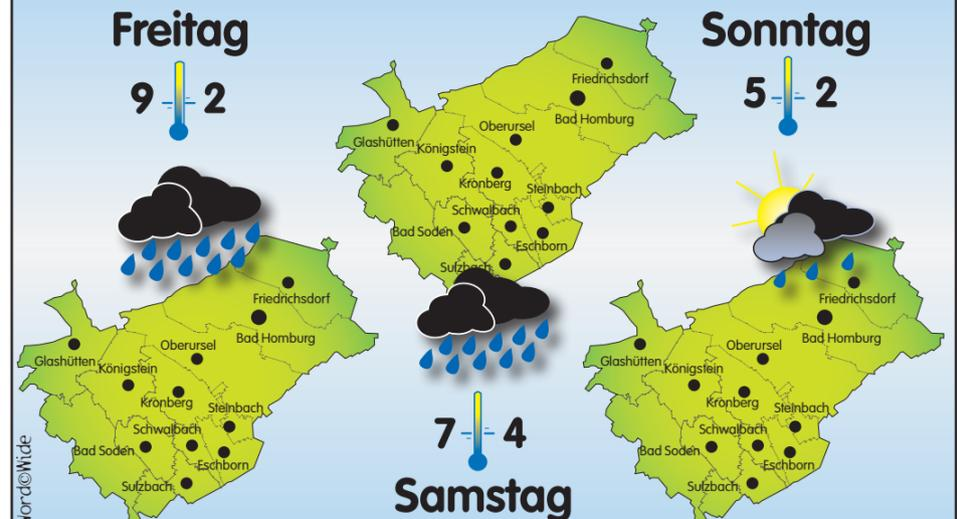 Freitag
9 2
Friedrichsdorf
Bad Homburg
Glashütten
Oberursel
Königstein
Kronberg
Steinbach
Schwalbach
Bad Soden
Eschborn
Sulzbach
Friedrichsdorf
Bad Homburg
Oberursel
Glashütten
Königstein
Kronberg
Steinbach
Schwalbach
Bad Soden
Eschborn
Sulzbach
7 4
Samstag
Sonntag
5 2
Friedrichsdorf
Bad Homburg
Glashütten
Oberursel
Königstein
Kronberg
Steinbach
Schwalbach
Bad Soden
Eschborn
Sulzbach
©Wide